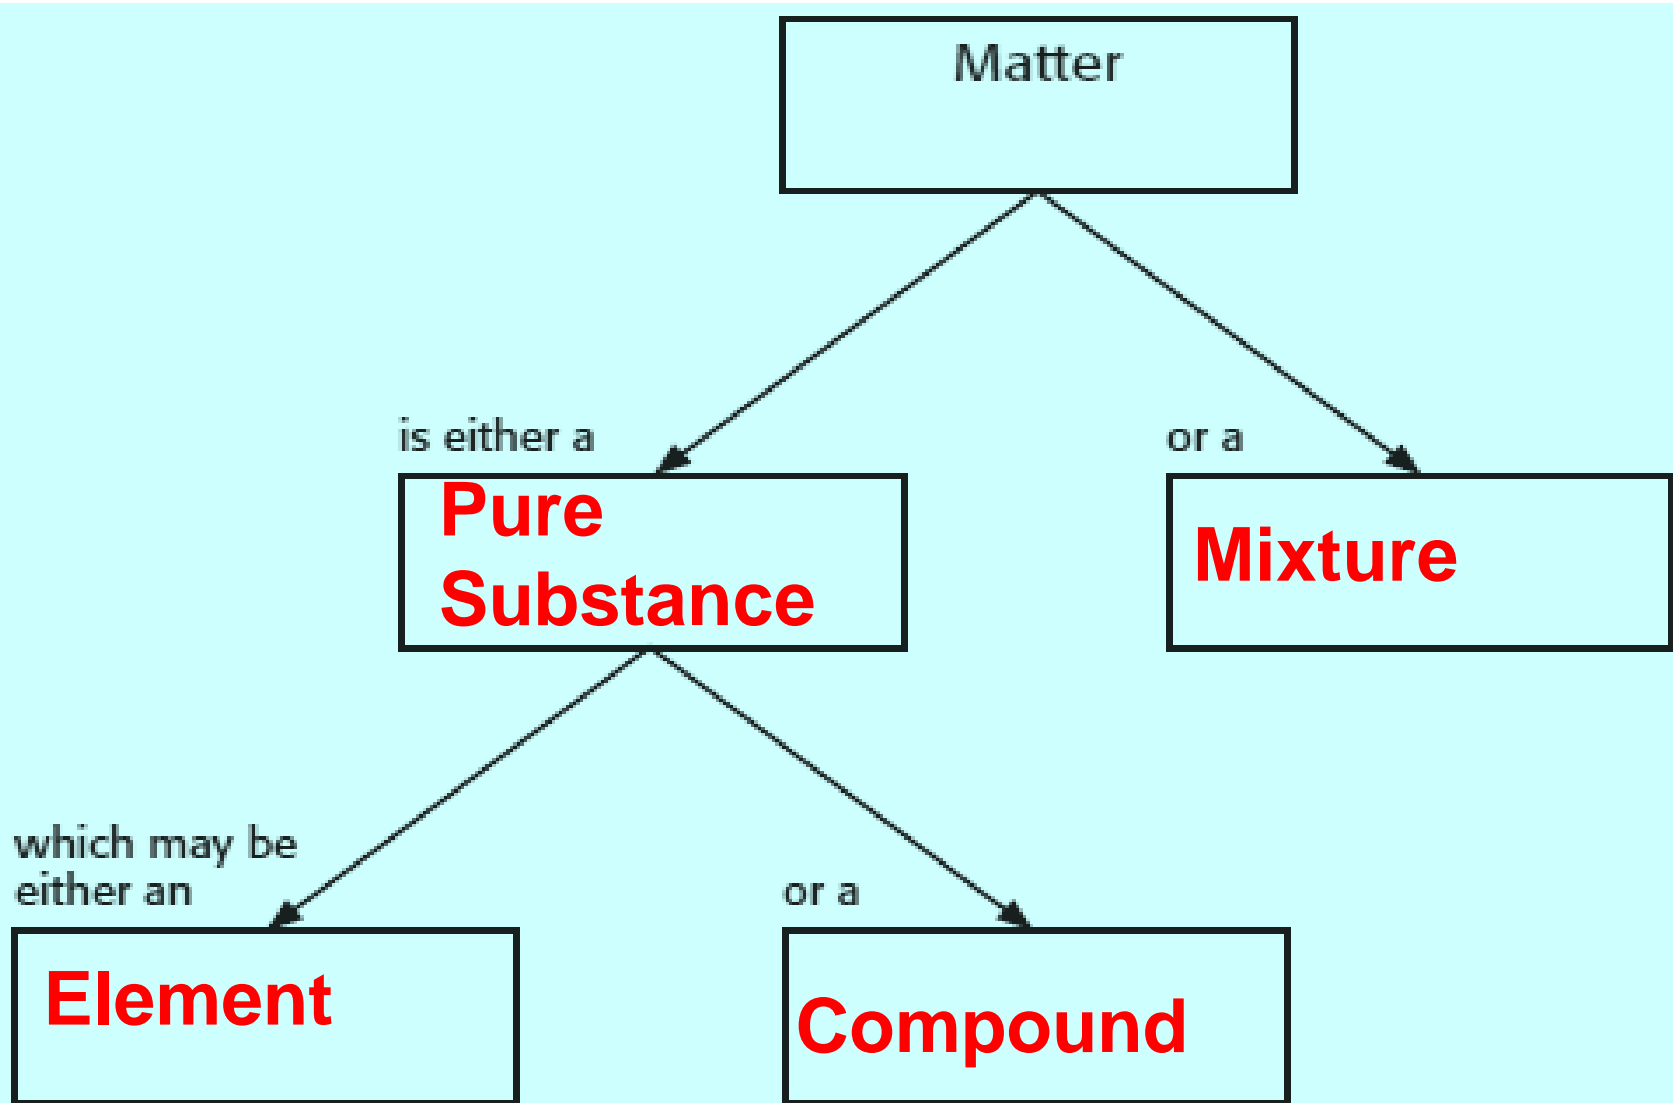 Matter
is either a
or a
Pure
Substance
Mixture
which may be
either an
or a
Element
Compound